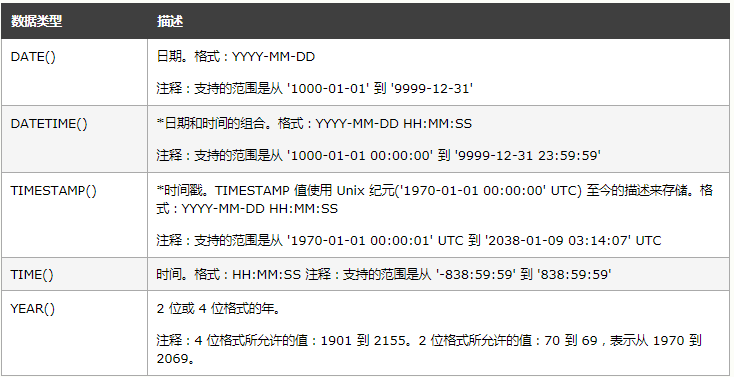 数据类型 描述
DATE() 日期。格式：YYYY-MM-DD
注释：支持的范围是从 '1000-01-01' 到 '9999-12-31'
DATETIME() *日期和时间的组合。格式：YYYY-MM-DD HH:MM:SS
注释：支持的范围是从 '1000-01-01 00:00:00' 到 '9999-12-31 23:59:59'
TIMESTAMP() *时间戳。TIMESTAMP 值使用 Unix 纪元('1970-01-01 00:00:00' UTC) 至今的描述来存储。格
式：YYYY-MM-DD HH:MM:SS
注释：支持的范围是从 '1970-01-01 00:00:01' UTC 到 '2038-01-09 03:14:07' UTC
TIME() 时间。格式：HH:MM:SS 注释：支持的范围是从 '-838:59:59' 到 '838:59:59'
YEAR() 2 位或 4 位格式的年。
注释：4 位格式所允许的值：1901 到 2155。2 位格式所允许的值：70 到 69，表示从 1970 到
2069。